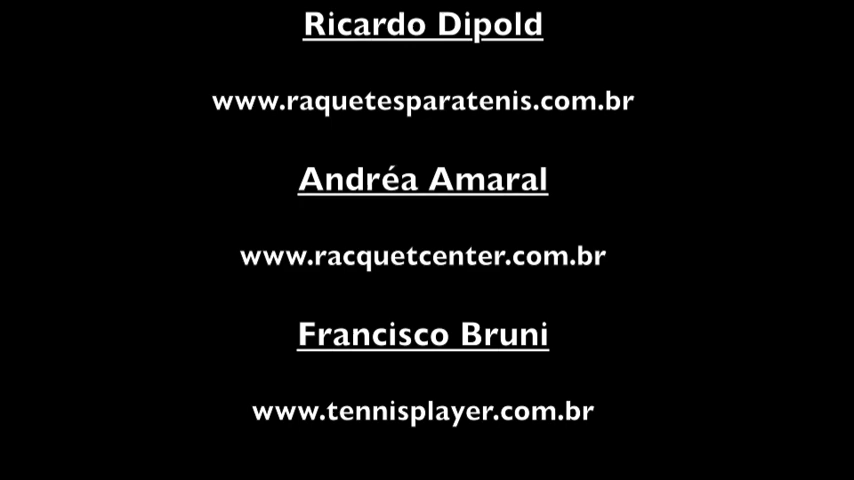 Ricardo Dipold
www.raquetesparatenis.com.br
Andréa Amaral
www.racquetcenter.com.br
Francisco Bruni
www.tennisplayer.com.br